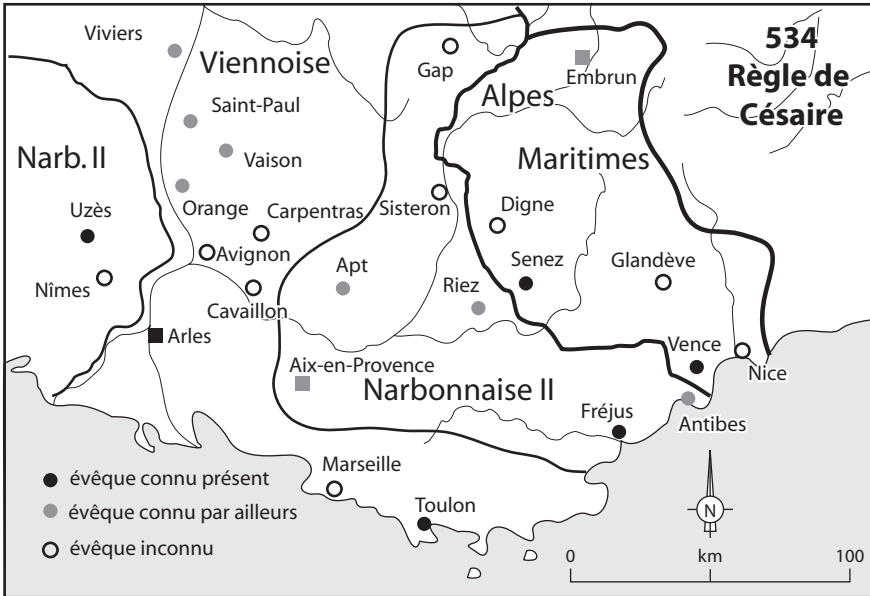 Viviers
Viennoise
Gap
Embrun
534
Règle de
Césaire
Alpes
Maritimes
Saint-Paul
Narb. II
Vaison
Uzès
Orange
Carpentras
Sisteron
Digne
Avignon
Apt
Riez
Senez
Glandève
Nîmes
Cavaillon
Arles
Vence
Nice
Aix-en-Provence
Narbonnaise II
Fréjus
Antibes
Marseille
Toulon
évêque connu présent
évêque connu par ailleurs
évêque inconnu
N
0 km 100